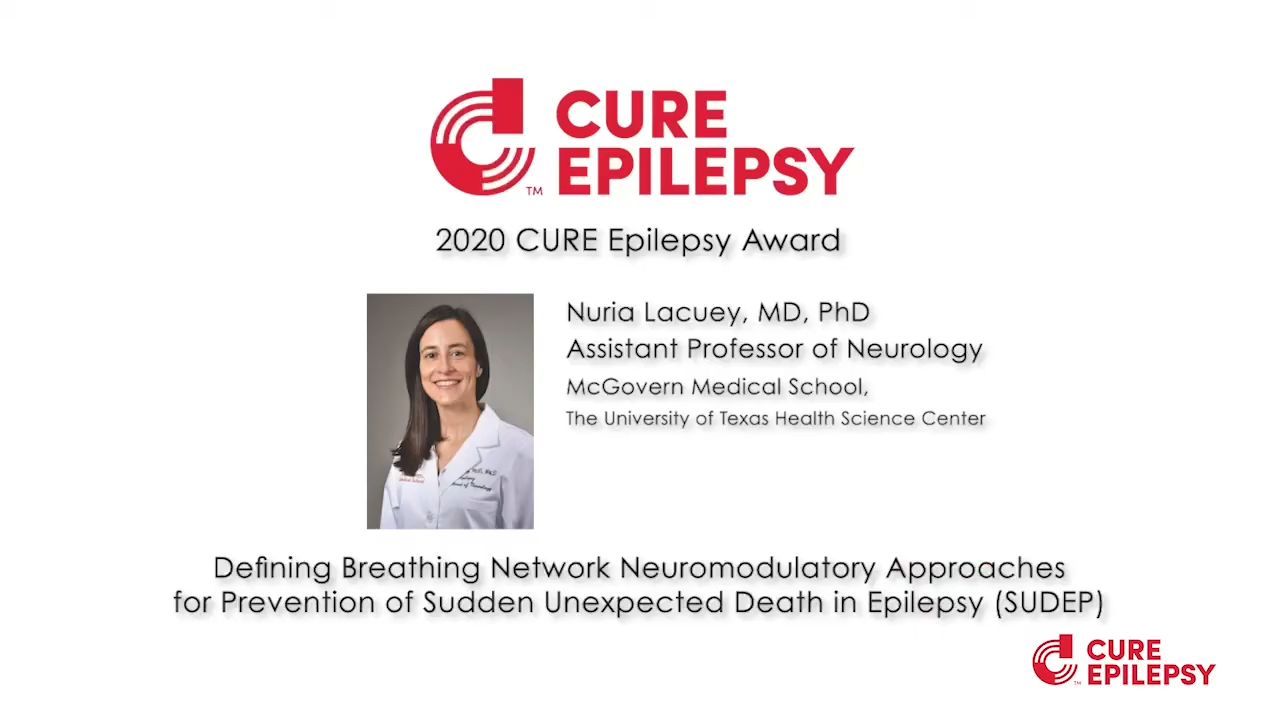 CURE
EPILEPSY
TM
2020 CURE Epilepsy Award
Nuria Lacuey, MD, PhD
Assistant Professor of Neurology
McGovern Medical School,
The University of Texas Health Science Center
Defining Breathing Network Neuromodulatory Approaches
for Prevention of Sudden Unexpected Death in Epilepsy (SUDEP)
CURE
EPILEPSY
TM